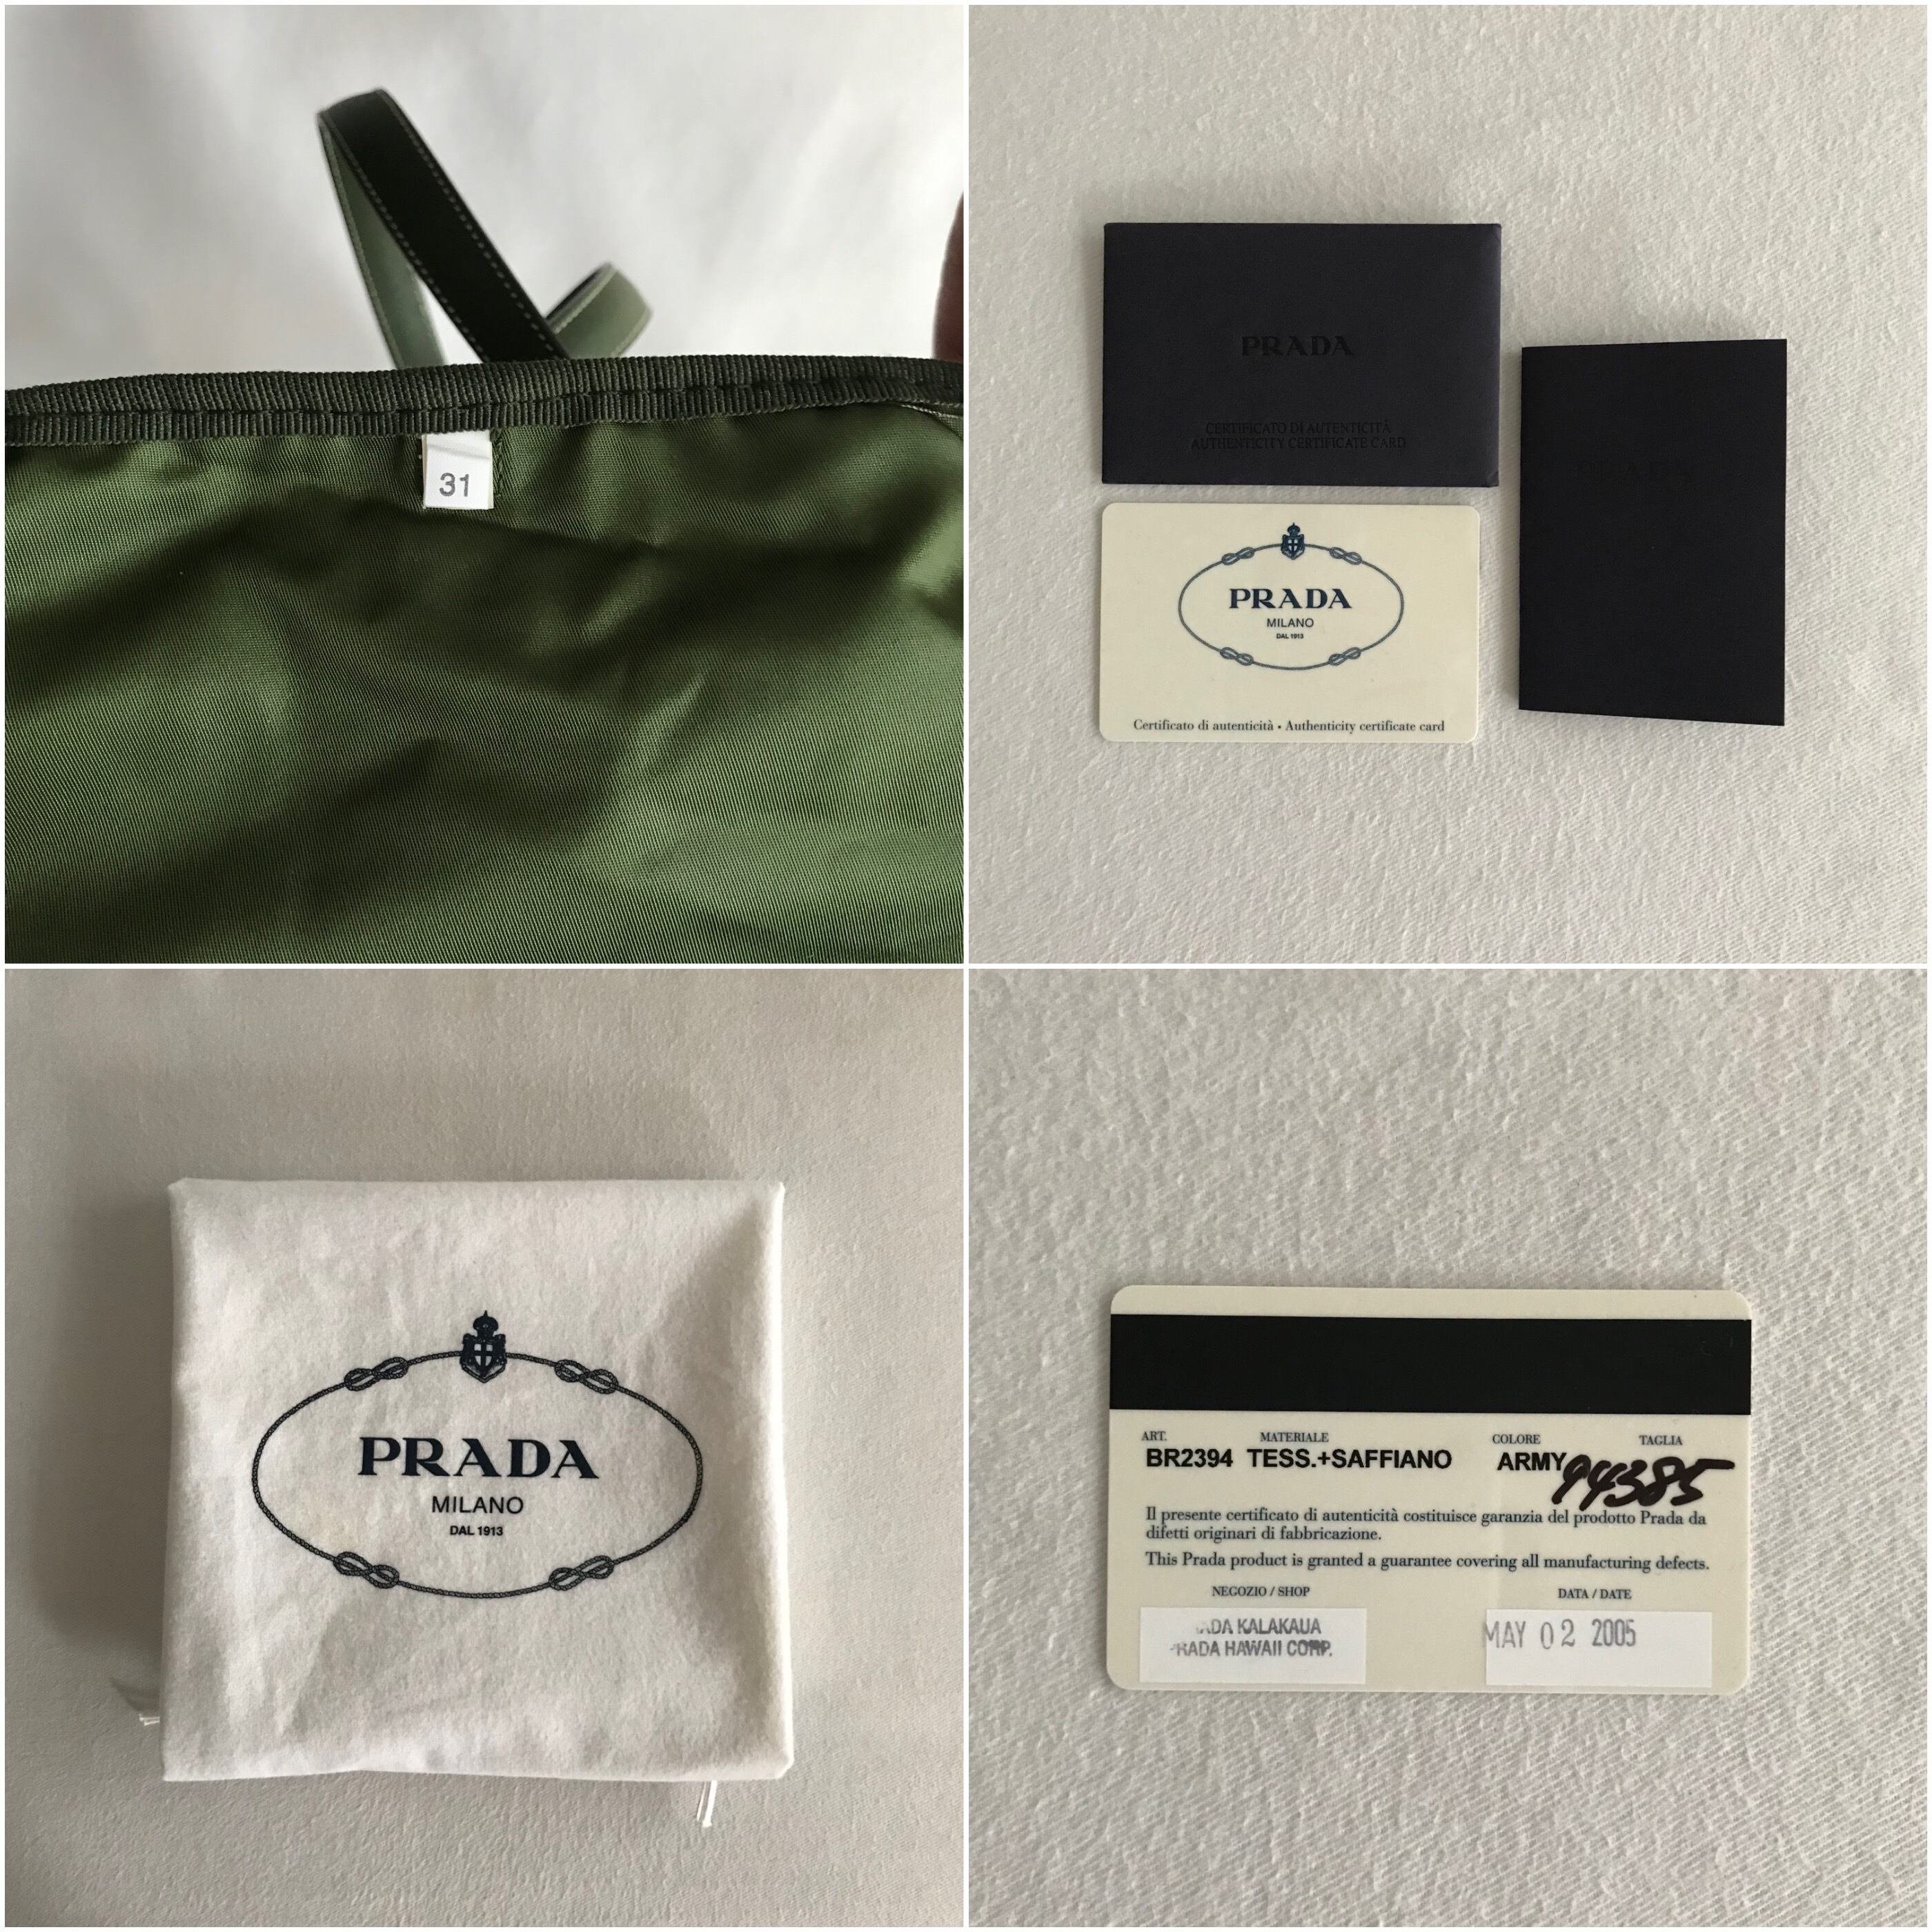 31
PRADA
CERTIFICATO DI AUTENTICITÀ
AUTHENTICITY CERTIFICATE CARD
PRADA
PRADA
MILANO
DAL 1913
Certificato di autenticità • Authenticity certificate card
PRADA
MILANO
DAL 1913
ART. MATERIALE COLORE TAGLIA
BR2394 TESS.+SAFFIANO ARMY 94385
Il presente certificato di autenticità costituisce garanzia del prodotto Prada da
difetti originari di fabbricazione.
This Prada product is granted a guarantee covering all manufacturing defects.
NEGOZIO / SHOP DATA / DATE
KALAKAUA MAY 02 2005
RADA HAWAII CORP.